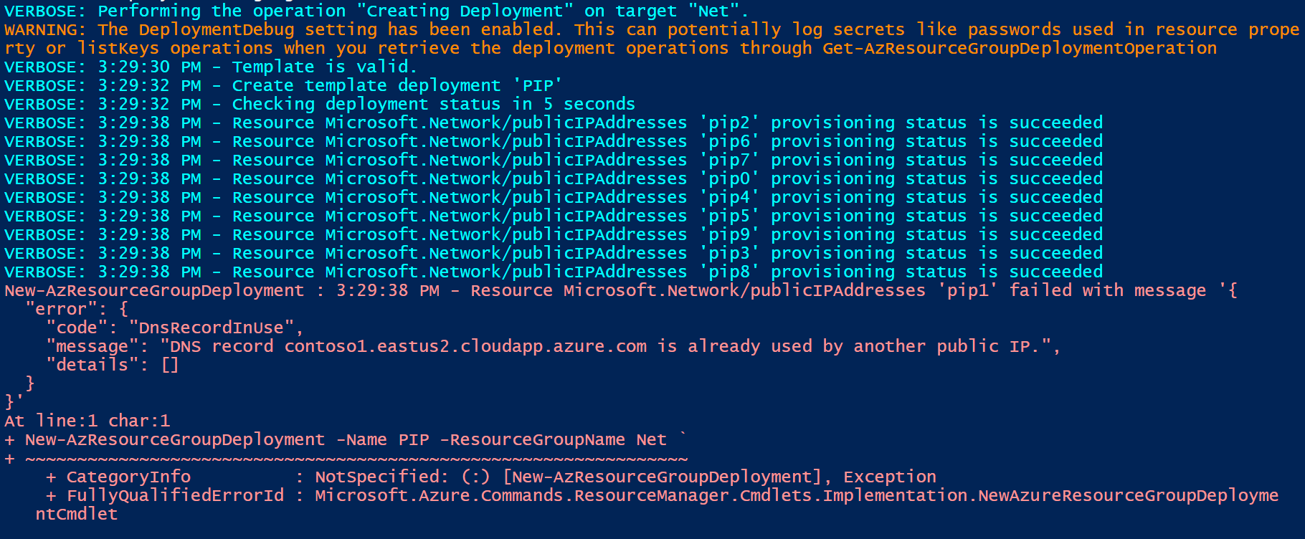 VERBOSE: Performing the operation "Creating Deployment" on target "Net".
WARNING: The DeploymentDebug setting has been enabled. This can potentially log secrets like passwords used in resource prope
rty or listKeys operations when you retrieve the deployment operations through Get-AzResourceGroupDeploymentOperation
VERBOSE: 3:29:30 PM - Template is valid.
VERBOSE: 3:29:32 PM - Create template deployment 'PIP'
VERBOSE: 3:29:32 PM - Checking deployment status in 5 seconds
VERBOSE: 3:29:38 PM - Resource Microsoft.Network/publicIPAddresses 'pip2' provisioning status is succeeded
VERBOSE: 3:29:38 PM - Resource Microsoft.Network/publicIPAddresses 'pip6' provisioning status is succeeded
VERBOSE: 3:29:38 PM - Resource Microsoft.Network/publicIPAddresses 'pip7' provisioning status is succeeded
VERBOSE: 3:29:38 PM - Resource Microsoft.Network/publicIPAddresses 'pip0' provisioning status is succeeded
VERBOSE: 3:29:38 PM - Resource Microsoft.Network/publicIPAddresses 'pip4' provisioning status is succeeded
VERBOSE: 3:29:38 PM - Resource Microsoft.Network/publicIPAddresses 'pip5' provisioning status is succeeded
VERBOSE: 3:29:38 PM - Resource Microsoft.Network/publicIPAddresses 'pip9' provisioning status is succeeded
VERBOSE: 3:29:38 PM - Resource Microsoft.Network/publicIPAddresses 'pip3' provisioning status is succeeded
VERBOSE: 3:29:38 PM - Resource Microsoft.Network/publicIPAddresses 'pip8' provisioning status is succeeded
New-AzResourceGroupDeployment : 3:29:38 PM - Resource Microsoft.Network/publicIPAddresses 'pip1' failed with message '{
  "error": {
    "code": "DnsRecordInUse",
    "message": "DNS record contoso1.eastus2.cloudapp.azure.com is already used by another public IP.",
    "details": []
  }
}'
At line:1 char:1
+ New-AzResourceGroupDeployment -Name PIP -ResourceGroupName Net `
+ ~~~~~~~~~~~~~~~~~~~~~~~~~~~~~~~~~~~~~~~~~~~~~~~~~~~~~~~~~~~~~~~~
    + CategoryInfo          : NotSpecified: (:) [New-AzResourceGroupDeployment], Exception
    + FullyQualifiedErrorId : Microsoft.Azure.Commands.ResourceManager.Cmdlets.Implementation.NewAzureResourceGroupDeployme
   ntCmdlet